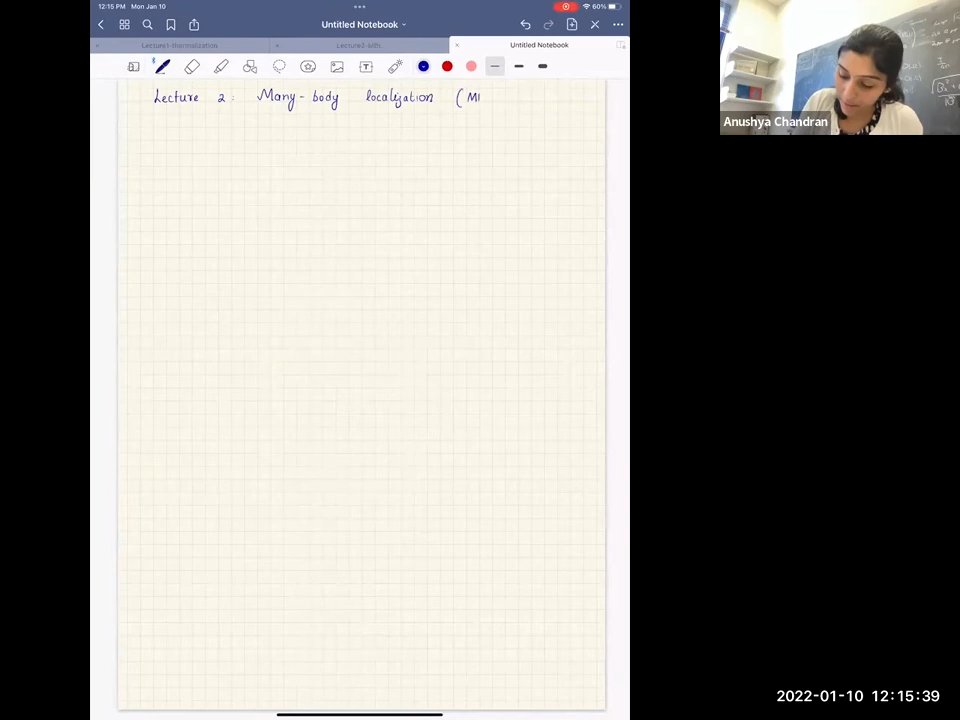 12:15 PM Mon Jan 10
60%
Untitled Notebook
Lecture1-thermalization
Lecture2-MBL
Untitled Notebook
Lecture 2: Many-body localization (MI
Anushya Chandran
2022-01-10 12:15:39